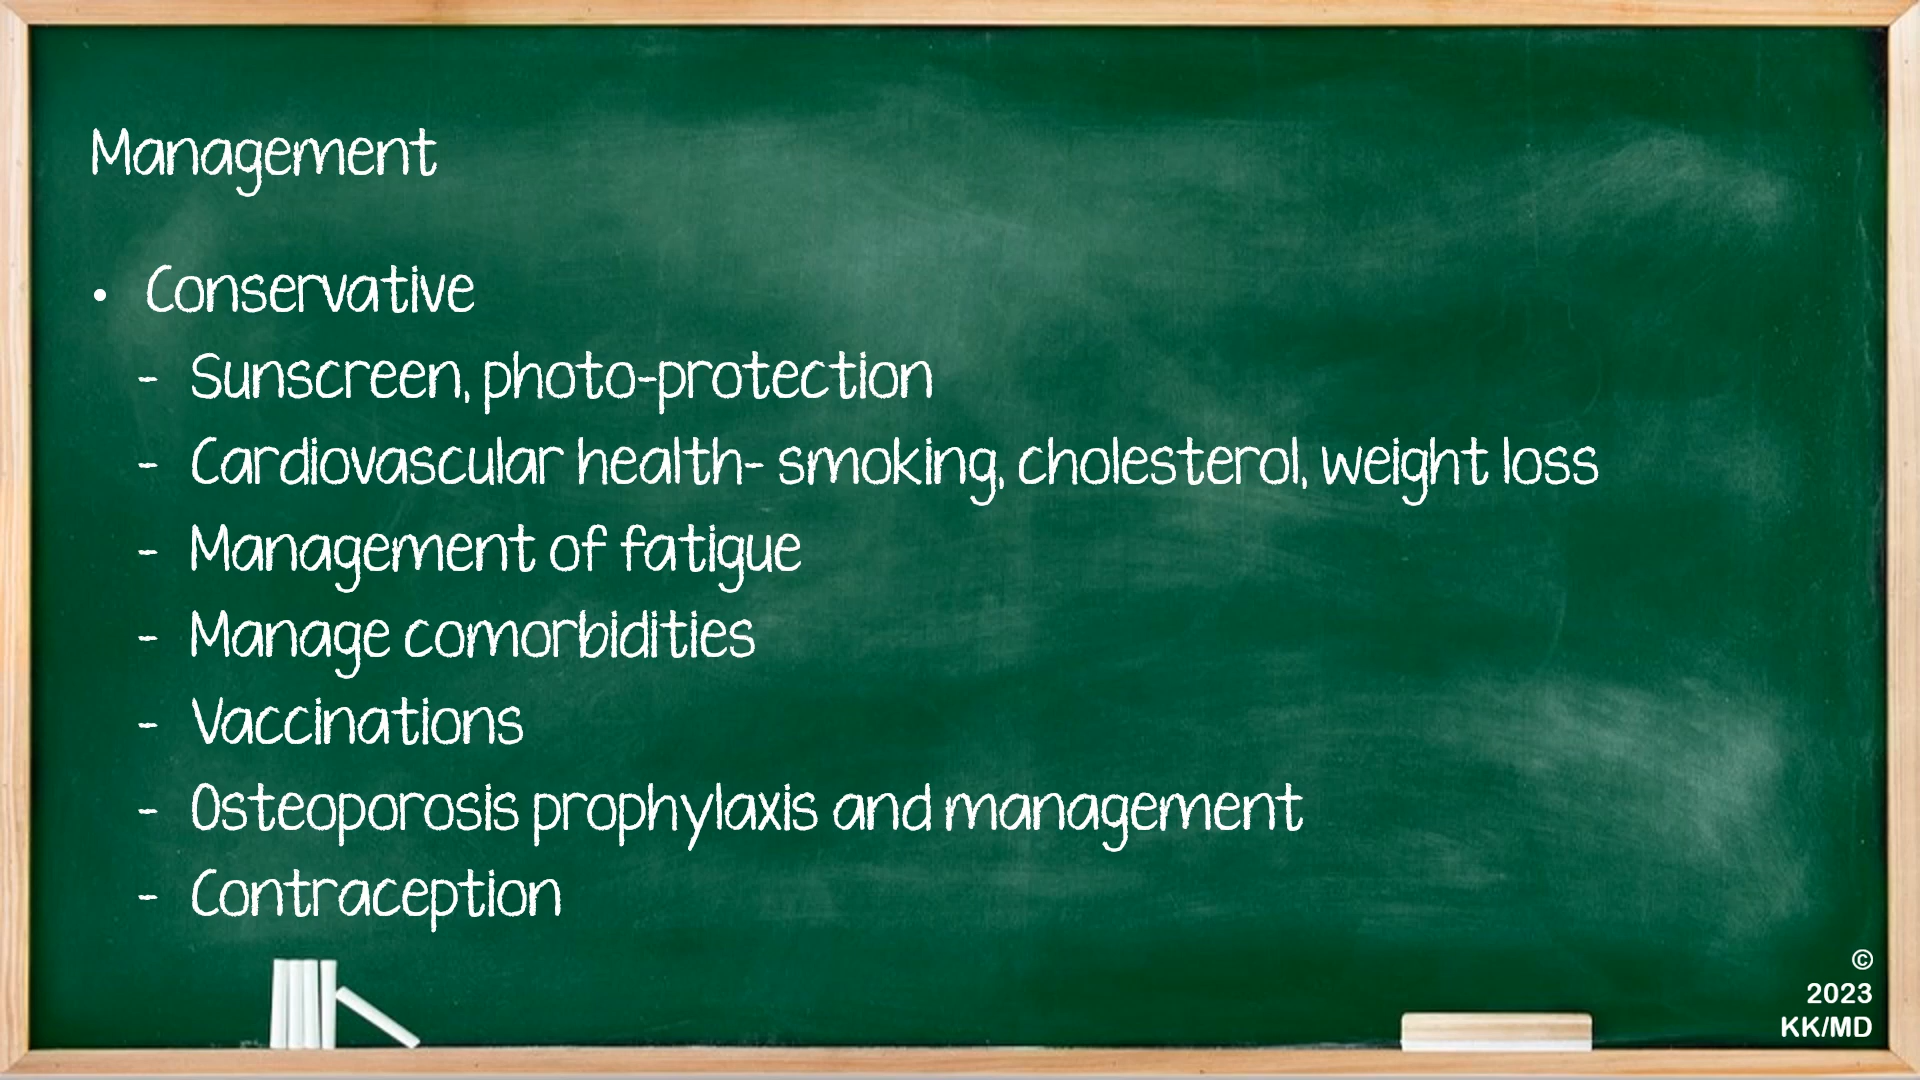 Management
• Conservative
- Sunscreen, photo-protection
- Cardiovascular health- smoking, cholesterol, weight loss
- Management of fatigue
- Manage comorbidities
- Vaccinations
- Osteoporosis prophylaxis and management
- Contraception
©
2023
KK/MD